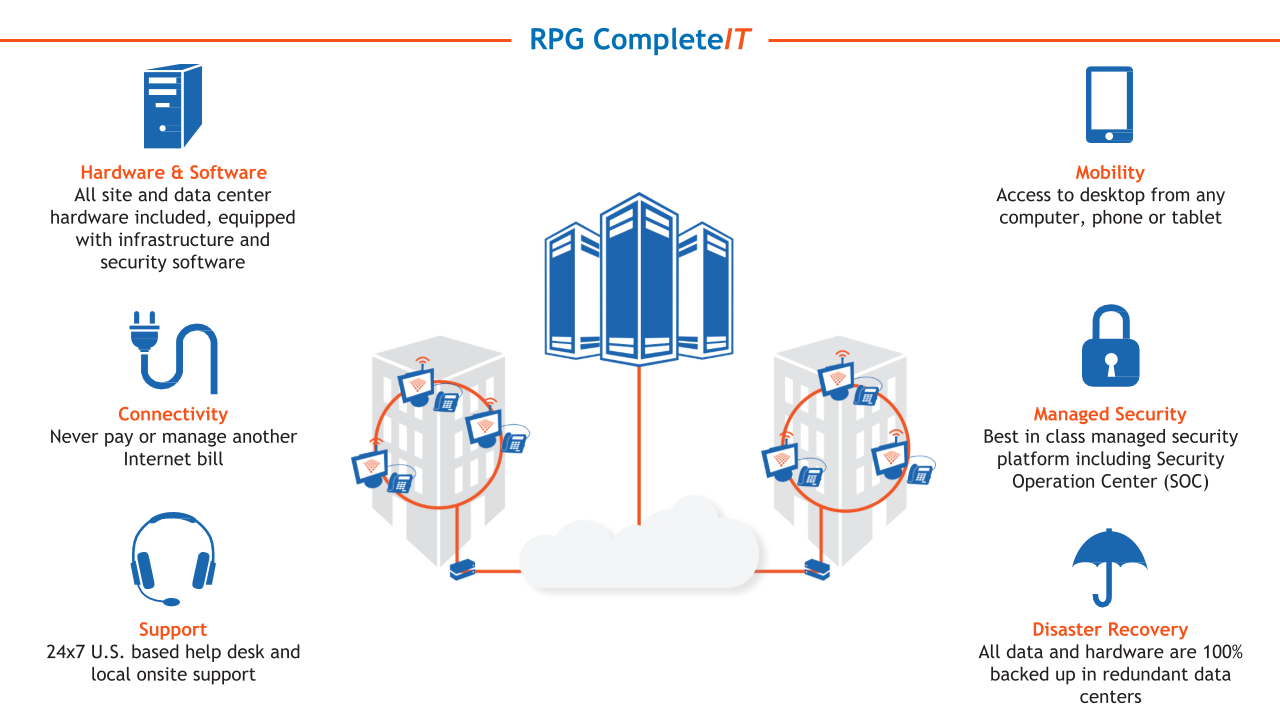 RPG CompleteIT
Hardware & Software
All site and data center
hardware included, equipped
with infrastructure and
security software
Connectivity
Never pay or manage another
Internet bill
Support
24x7 U.S. based help desk and
local onsite support
Mobility
Access to desktop from any
computer, phone or tablet
Managed Security
Best in class managed security
platform including Security
Operation Center (SOC)
Disaster Recovery
All data and hardware are 100%
backed up in redundant data
centers